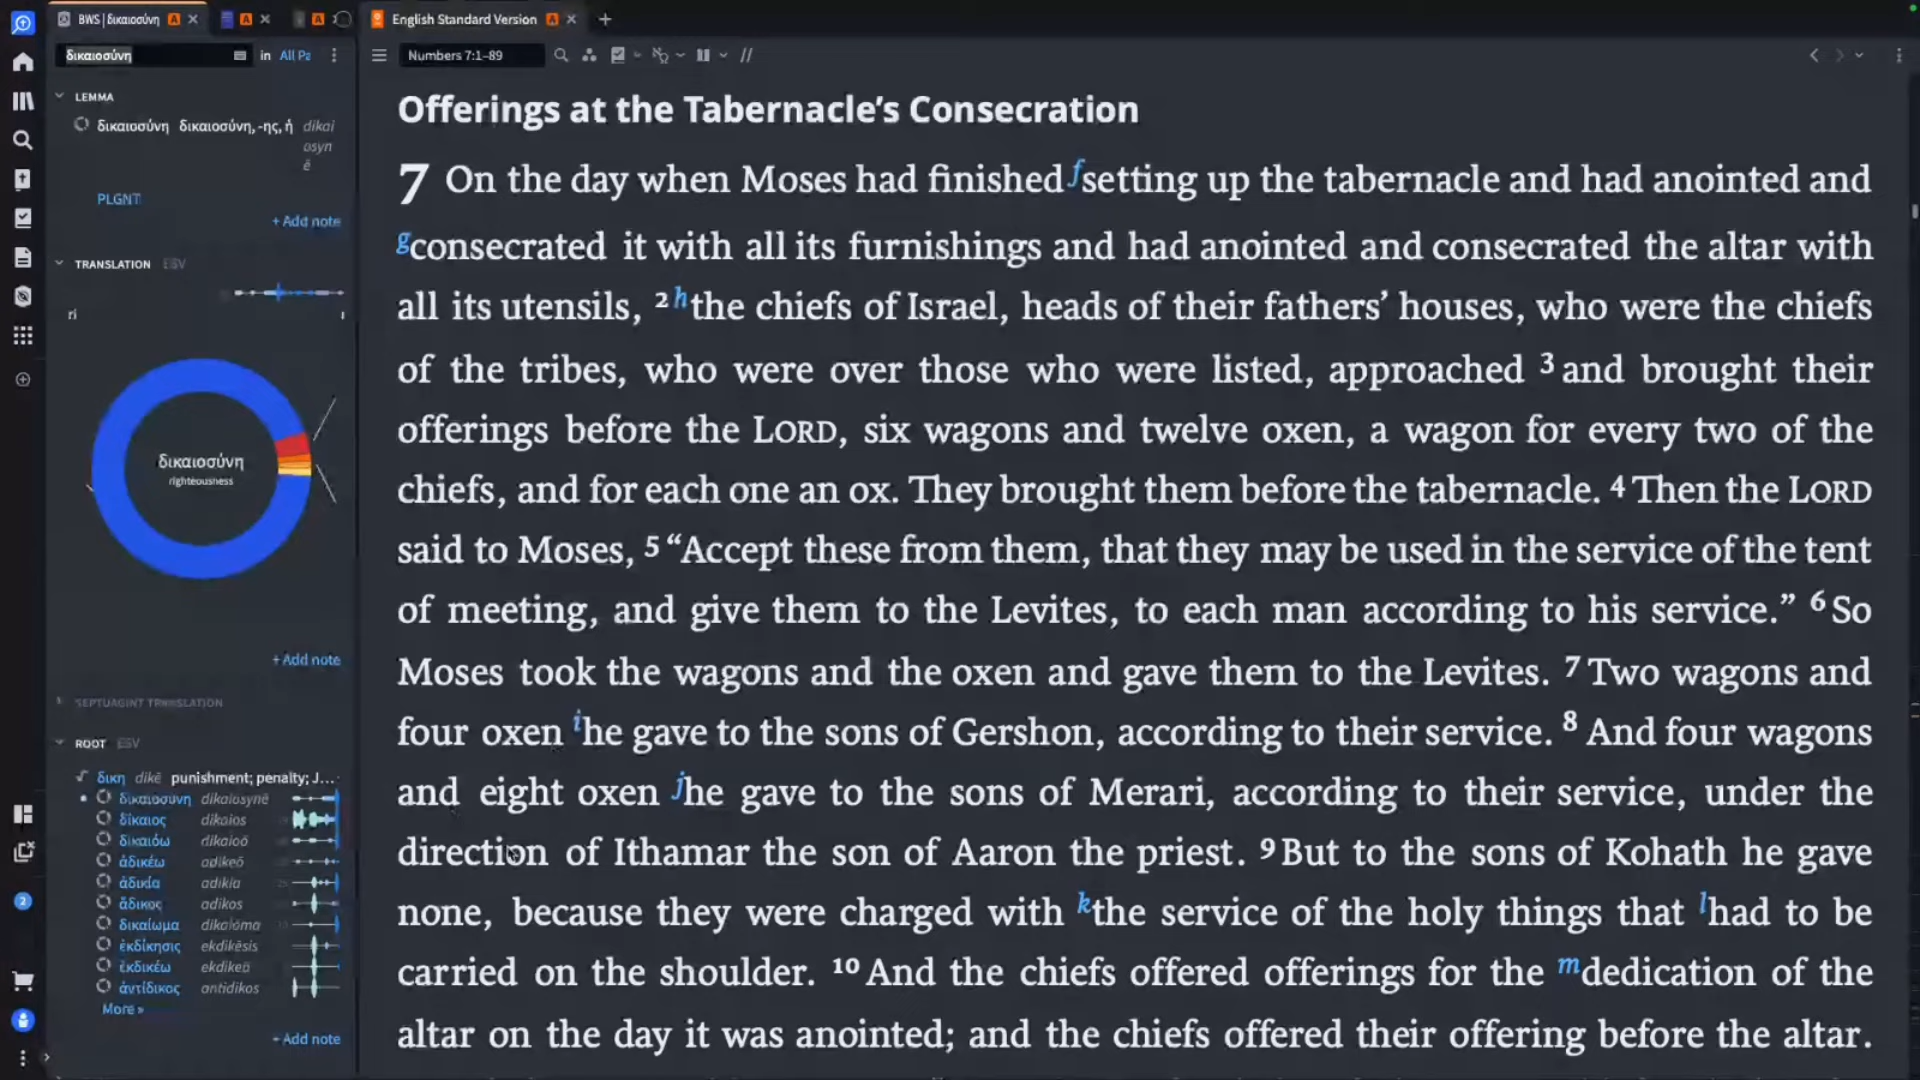 BWS | δικαιοσύνη A
A
A
English Standard Version A
δικαιοσύνη in All Pa
Numbers 7:1–89
LEMMA
δικαιοσύνη δικαιοσύνη, -ης, ἡ dikai
osyn
ē
PLGNT
+ Add note
TRANSLATION ESV
ri
δικαιοσύνη
righteousness
+ Add note
SEPTUAGINT TRANSLATION
ROOT ESV
δικη dikē punishment; penalty; J…
δικαιοσύνη dikaiosynē
δίκαιος dikaios
δικαιόω dikaioō
ἀδικέω adikeō
ἀδικία adikia
ἄδικος adikos
δικαίωμα dikaiōma
ἐκδίκησις ekdikēsis
ἐκδικέω ekdikeō
ἀντίδικος antidikos
More »
+ Add note
2
Offerings at the Tabernacle’s Consecration
7 On the day when Moses had finished f setting up the tabernacle and had anointed and
g consecrated it with all its furnishings and had anointed and consecrated the altar with
all its utensils, 2 h the chiefs of Israel, heads of their fathers’ houses, who were the chiefs
of the tribes, who were over those who were listed, approached 3 and brought their
offerings before the LORD, six wagons and twelve oxen, a wagon for every two of the
chiefs, and for each one an ox. They brought them before the tabernacle. 4 Then the LORD
said to Moses, 5 “Accept these from them, that they may be used in the service of the tent
of meeting, and give them to the Levites, to each man according to his service.” 6 So
Moses took the wagons and the oxen and gave them to the Levites. 7 Two wagons and
four oxen i he gave to the sons of Gershon, according to their service. 8 And four wagons
and eight oxen j he gave to the sons of Merari, according to their service, under the
direction of Ithamar the son of Aaron the priest. 9 But to the sons of Kohath he gave
none, because they were charged with k the service of the holy things that l had to be
carried on the shoulder. 10 And the chiefs offered offerings for the m dedication of the
altar on the day it was anointed; and the chiefs offered their offering before the altar.